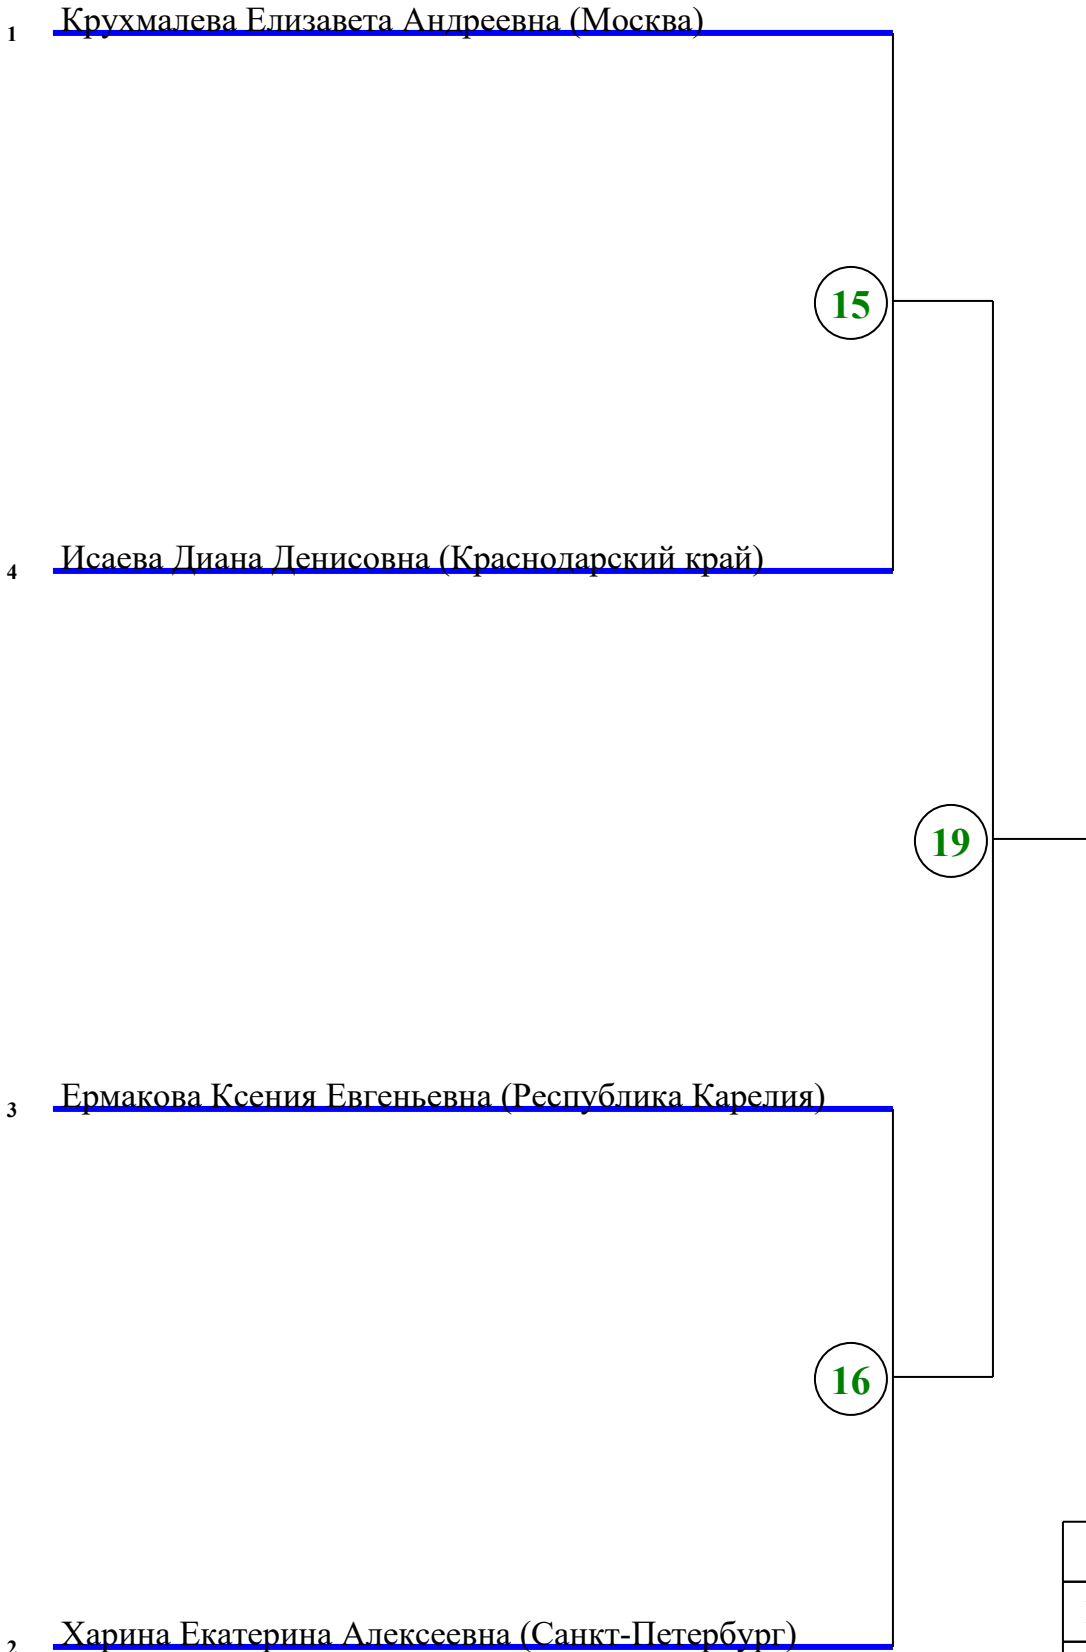 1 Крухмалева Елизавета Андреевна (Москва)
15
4 Исаева Диана Денисовна (Краснодарский край)
19
3 Ермакова Ксения Евгеньевна (Республика Карелия)
16
2 Харина Екатерина Алексеевна (Санкт-Петербург)